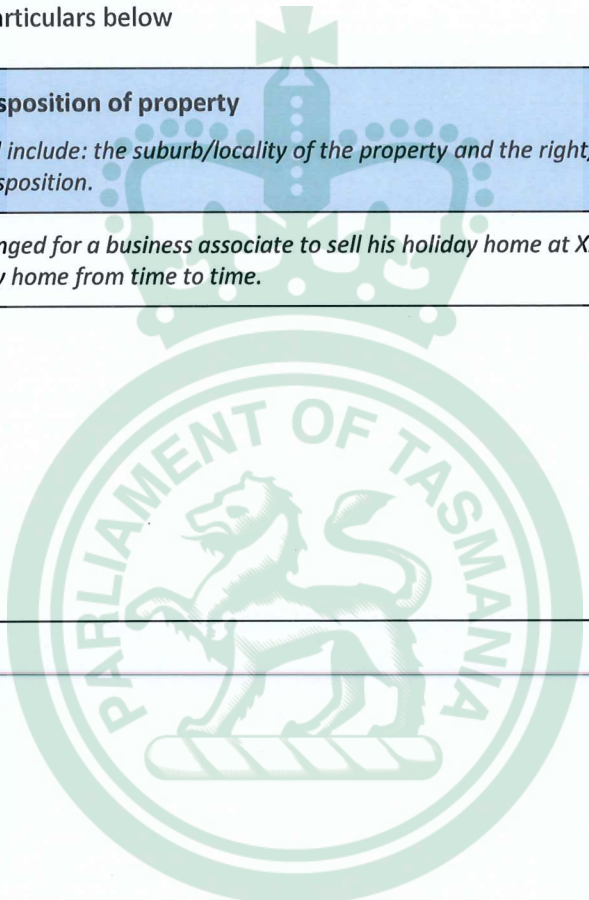 articulars below
sposition of property
include: the suburb/locality of the property and the right,
sposition.
nged for a business associate to sell his holiday home at X
y home from time to time.
PARLIAMENT OF TASMANIA